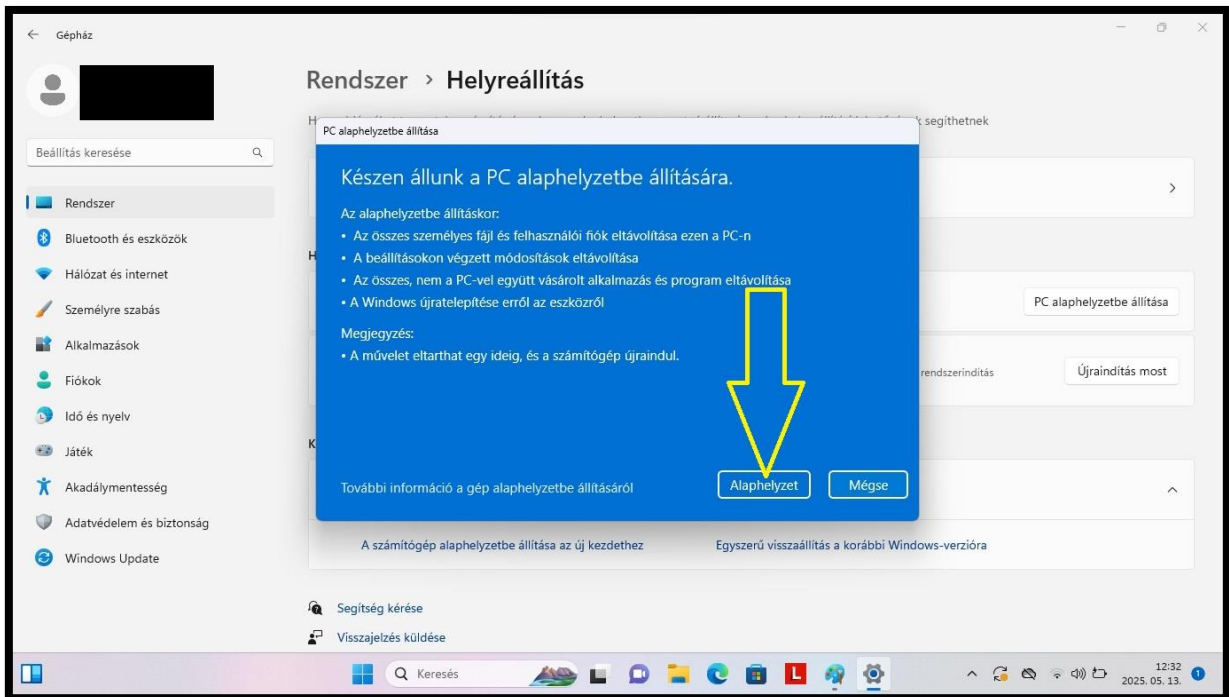 Gépház
Rendszer > Helyreállítás
segíthetnek
PC alaphelyzetbe állítása
Beállítás keresése
Készen állunk a PC alaphelyzetbe állítására.
Az alaphelyzetbe állításkor:
• Az összes személyes fájl és felhasználói fiók eltávolítása ezen a PC-n
• A beállításokon végzett módosítások eltávolítása
• Az összes, nem a PC-vel együtt vásárolt alkalmazás és program eltávolítása
• A Windows újratelepítése erről az eszközről
Megjegyzés:
• A művelet eltarthat egy ideig, és a számítógép újraindul.
További információ a gép alaphelyzetbe állításáról
Alaphelyzet
Mégse
Rendszer
Bluetooth és eszközök
Hálózat és internet
Személyre szabás
Alkalmazások
Fiókok
Idő és nyelv
Játék
Akadálymentesség
Adatvédelem és biztonság
Windows Update
PC alaphelyzetbe állítása
rendszerindítás
Újraindítás most
A számítógép alaphelyzetbe állítása az új kezdethez
Egyszerű visszaállítás a korábbi Windows-verzióra
Segítség kérése
Visszajelzés küldése
Keresés
L
12:32
2025. 05. 13.
1